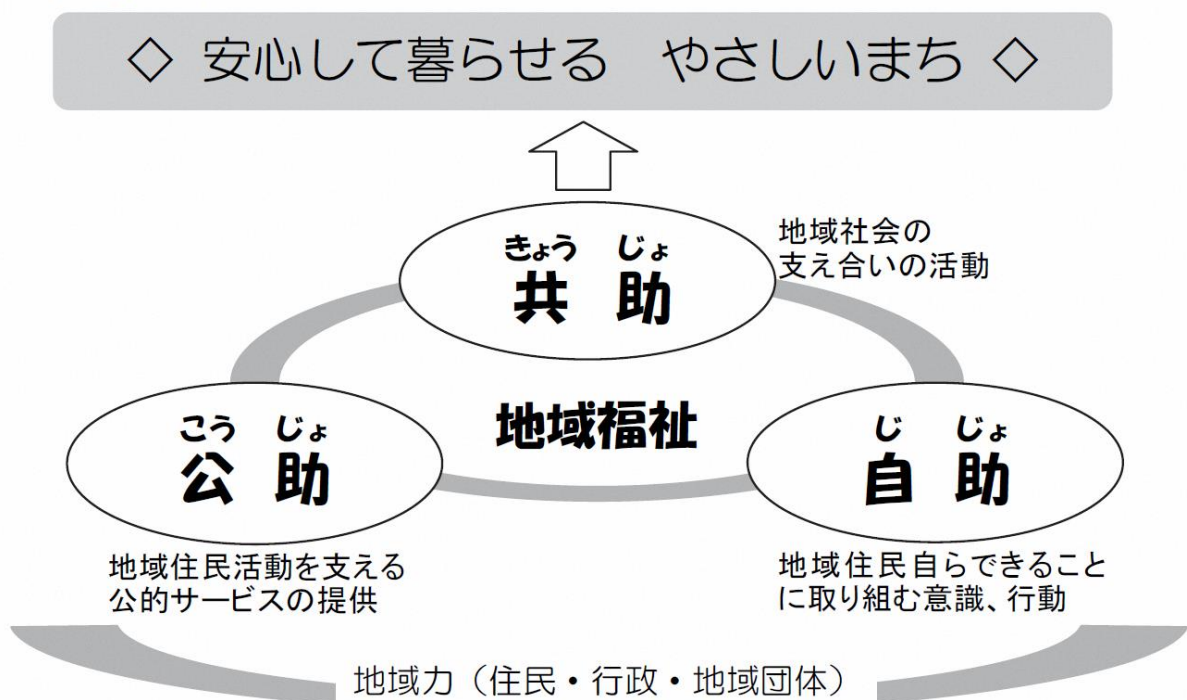 ◇ 安心して暮らせる　やさしいまち ◇
きょう　じょ
共　助
地域社会の
支え合いの活動
地域福祉
こう　じょ
公　助
地域住民活動を支える
公的サービスの提供
じ　じょ
自　助
地域住民自らできること
に取り組む意識、行動
地域力（住民・行政・地域団体）